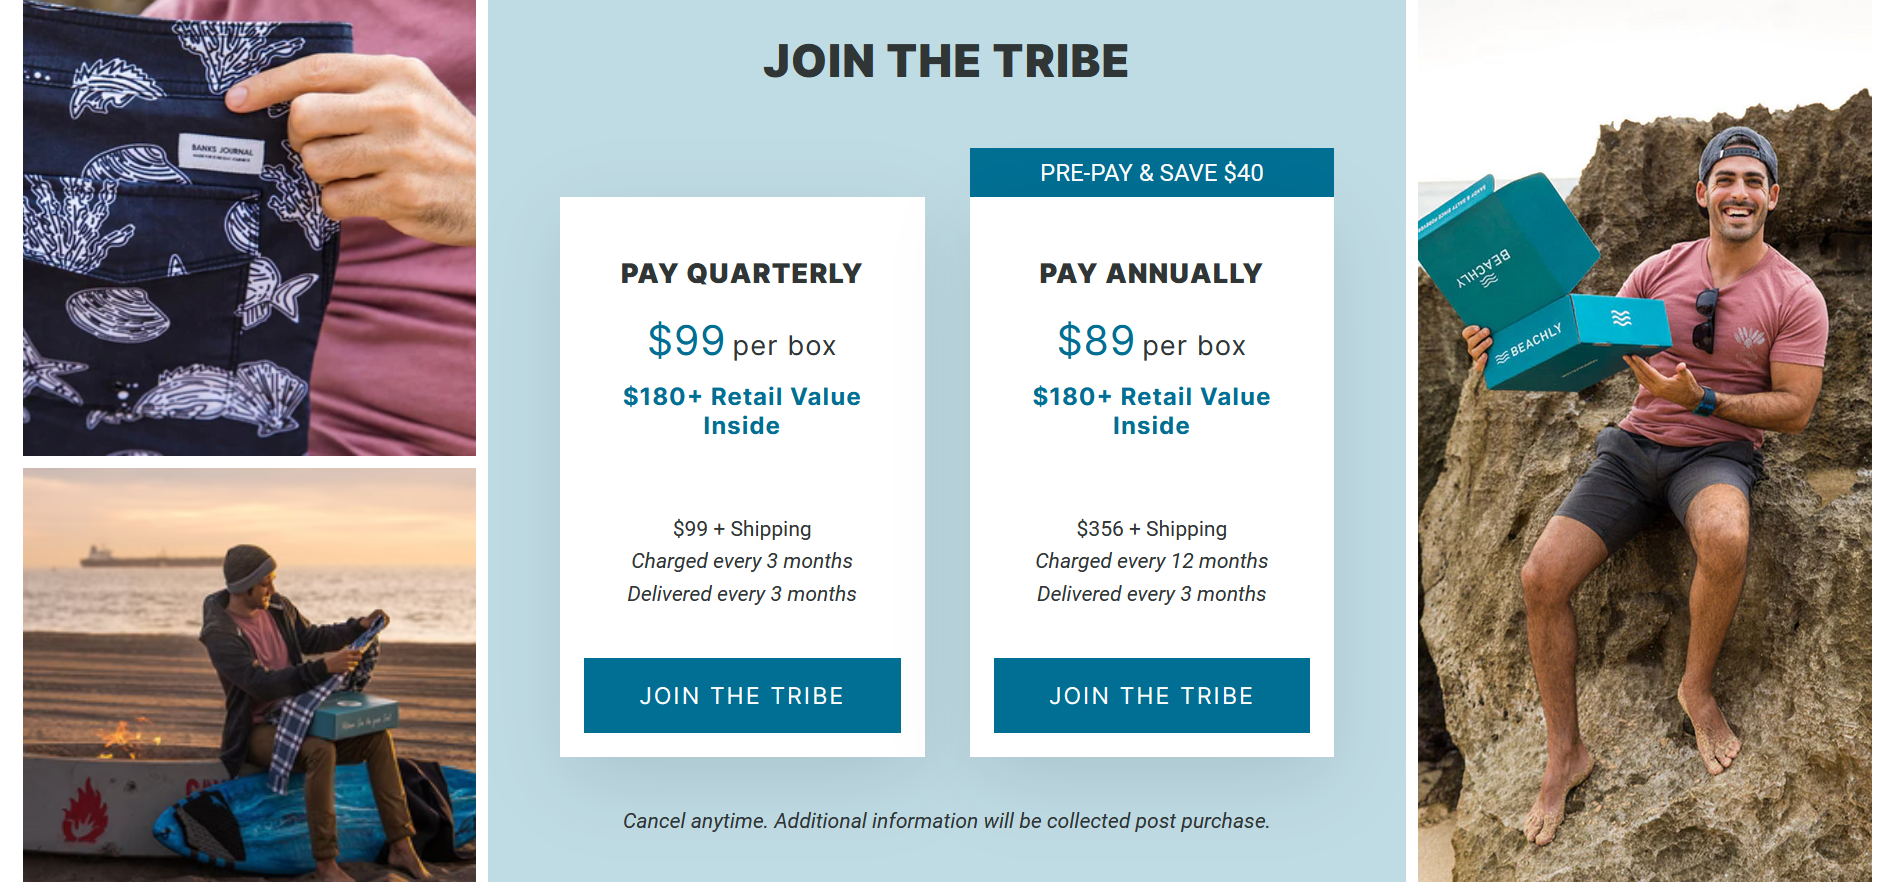 BANKS JOURNAL
JOIN THE TRIBE
PAY QUARTERLY
$99 per box
$180+ Retail Value
Inside
$99 + Shipping
Charged every 3 months
Delivered every 3 months
JOIN THE TRIBE
PRE-PAY & SAVE $40
PAY ANNUALLY
$89 per box
$180+ Retail Value
Inside
$356 + Shipping
Charged every 12 months
Delivered every 3 months
JOIN THE TRIBE
Cancel anytime. Additional information will be collected post purchase.
BEACHLY
BEACHLY